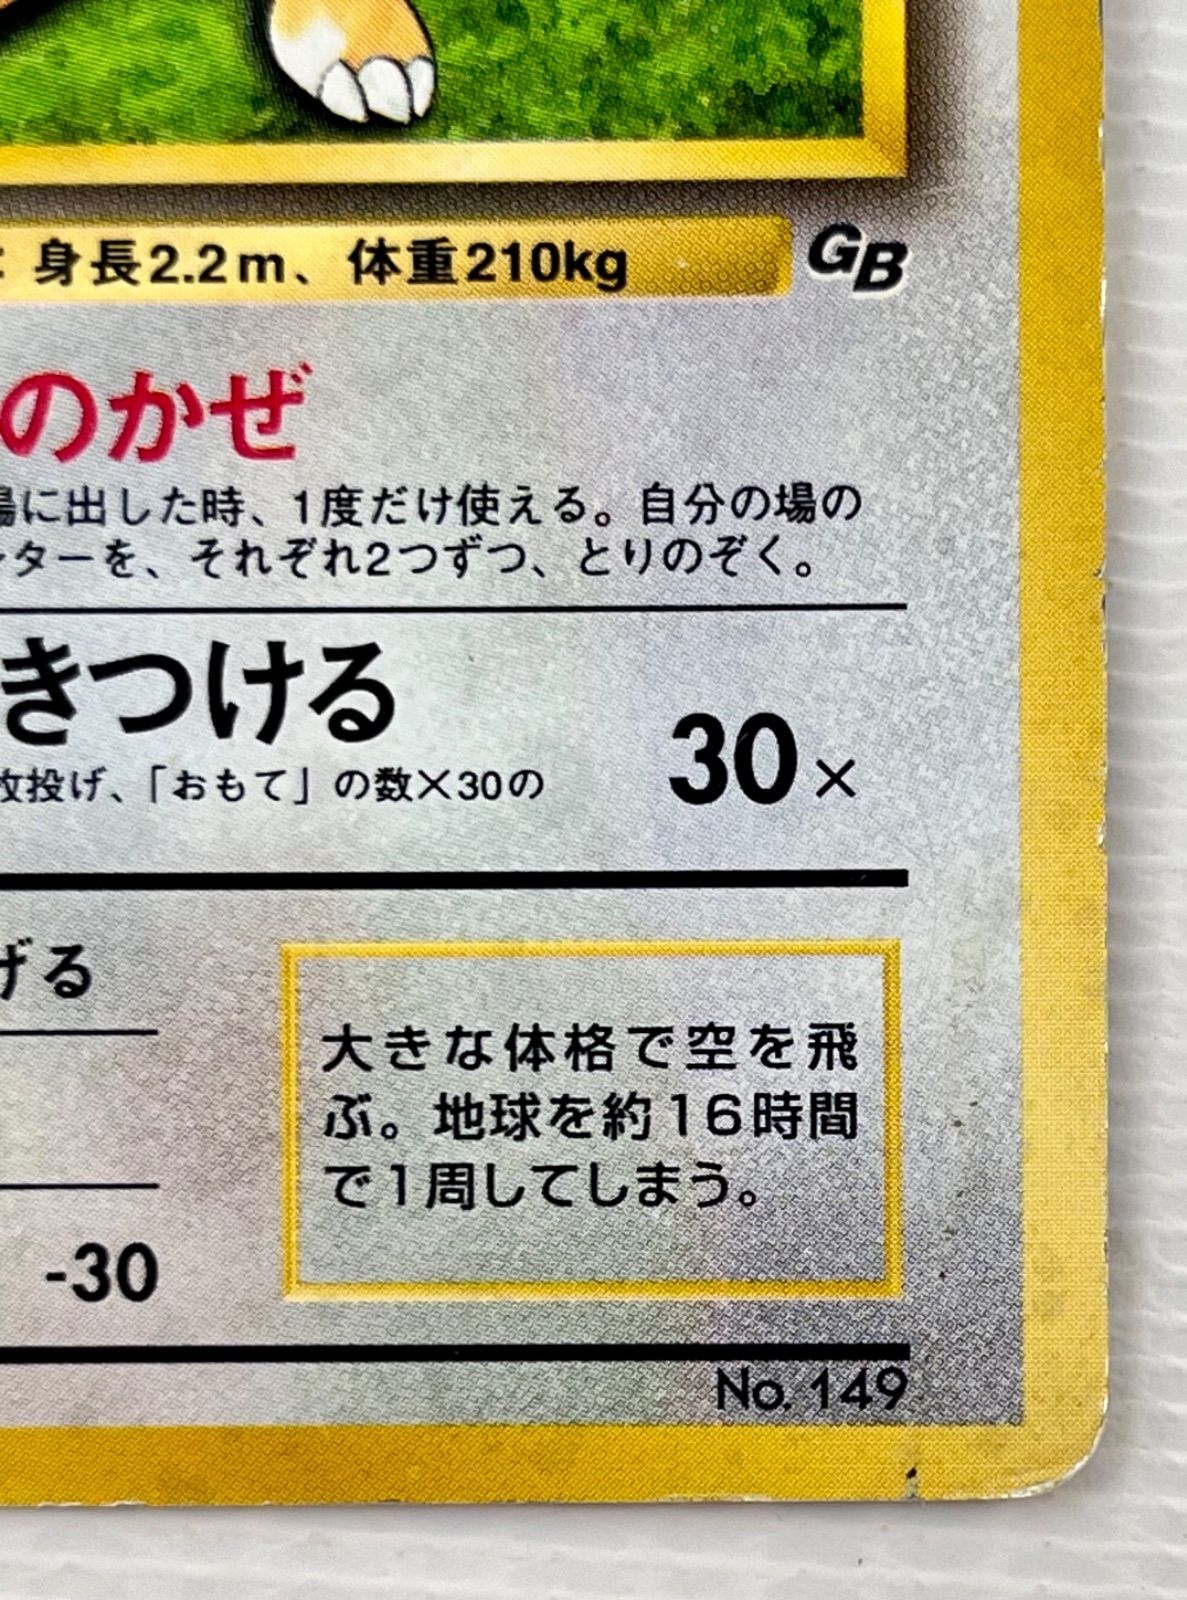 身長2.2m、体重210kg
GB
のかぜ
場に出した時、1度だけ使える。自分の場の
ンターを、それぞれ2つずつ、とりのぞく。
きつける
30×
枚投げ、「おもて」の数×30の
げる
大きな体格で空を飛
ぶ。地球を約16時間
で1周してしまう。
-30
No. 149